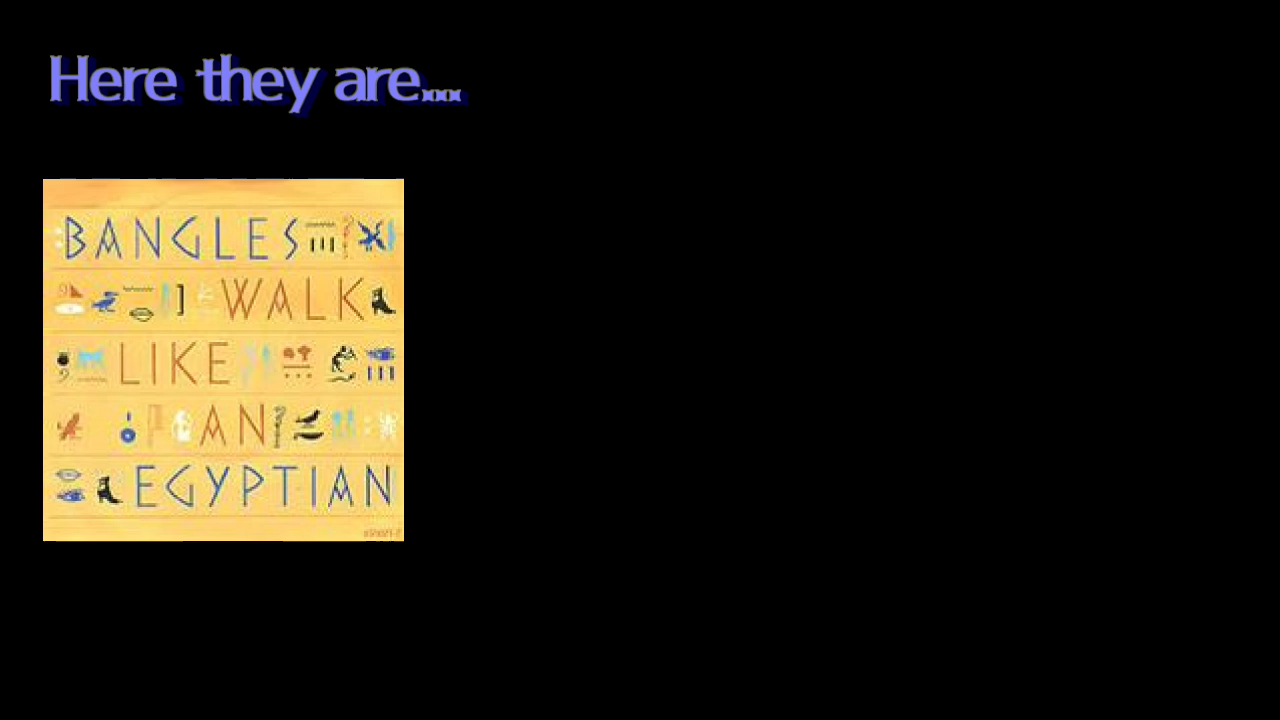 Here they are...
BANGLES
WALK
LIKE
AN
EGYPTIAN